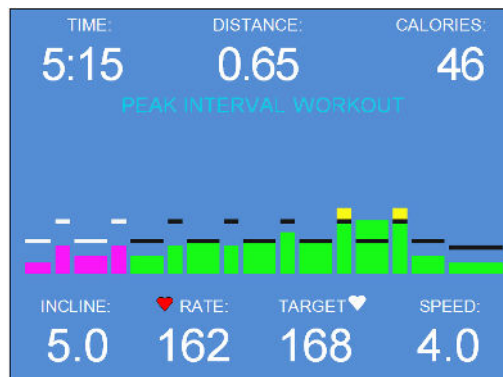 TIME: DISTANCE: CALORIES:
5:15 0.65 46
PEAK INTERVAL WORKOUT
INCLINE: RATE: TARGET SPEED:
5.0 162 168 4.0